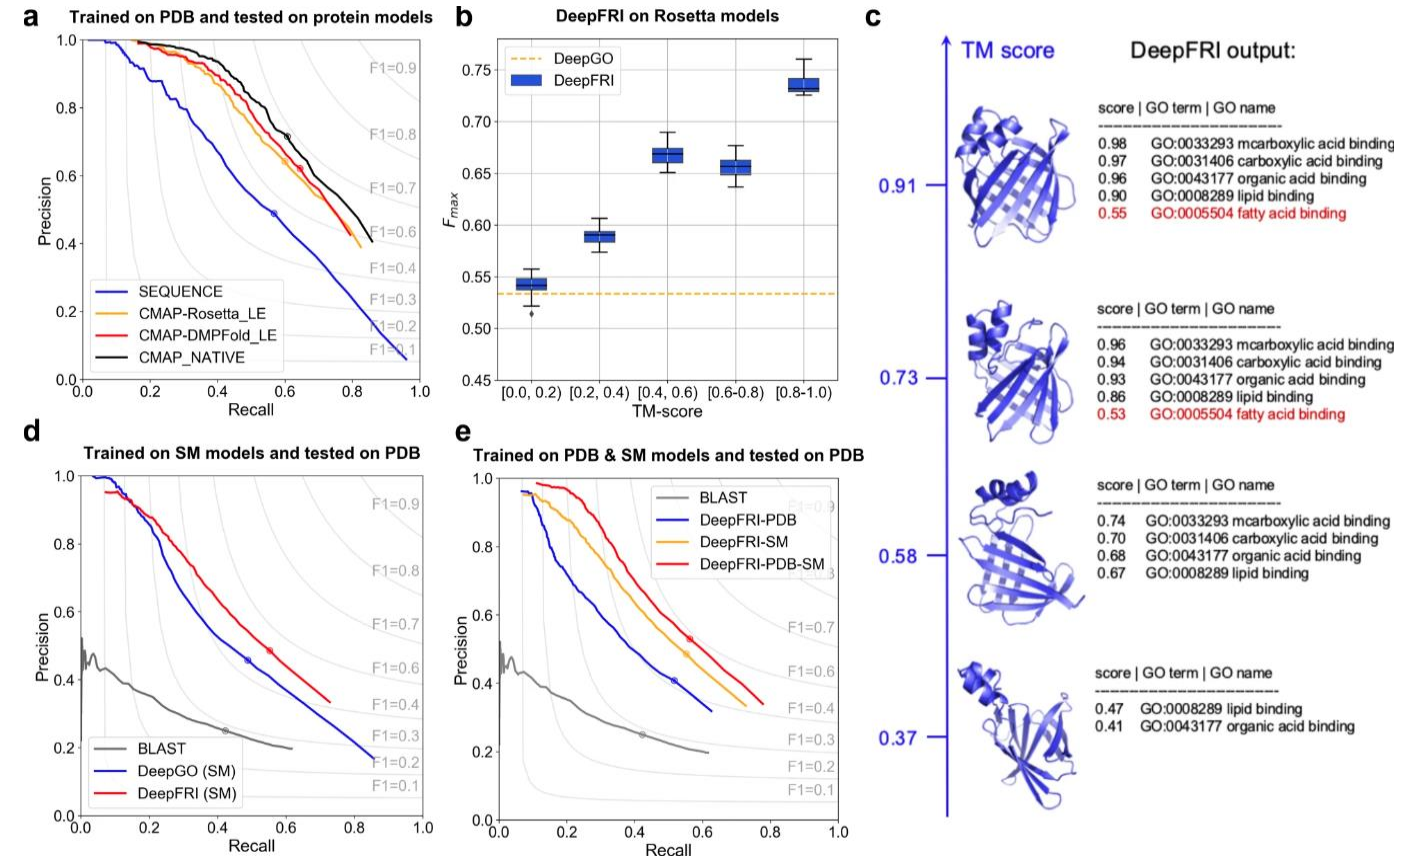 a
Trained on PDB and tested on protein models
1.0
0.8
0.6
0.4
0.2
0.0
Precision
F1=0.9
F1=0.8
F1=0.7
F1=0.6
F1=0.4
F1=0.3
F1=0.2
F1=0.1
SEQUENCE
CMAP-Rosetta_LE
CMAP-DMPFold_LE
CMAP_NATIVE
0.0 0.2 0.4 0.6 0.8 1.0
Recall
b
DeepFRI on Rosetta models
DeepGO
DeepFRI
0.75
0.70
0.65
0.60
0.55
0.50
0.45
Fmax
[0.0, 0.2) [0.2, 0.4) [0.4, 0.6) [0.6-0.8) [0.8-1.0)
TM-score
c
TM score
DeepFRI output:
0.91
score | GO term | GO name
------------------------------
0.98 GO:0033293 mcarboxylic acid binding
0.97 GO:0031406 carboxylic acid binding
0.96 GO:0043177 organic acid binding
0.90 GO:0008289 lipid binding
0.55 GO:0005504 fatty acid binding
0.73
score | GO term | GO name
------------------------------
0.96 GO:0033293 mcarboxylic acid binding
0.94 GO:0031406 carboxylic acid binding
0.93 GO:0043177 organic acid binding
0.86 GO:0008289 lipid binding
0.53 GO:0005504 fatty acid binding
0.58
score | GO term | GO name
------------------------------
0.74 GO:0033293 mcarboxylic acid binding
0.70 GO:0031406 carboxylic acid binding
0.68 GO:0043177 organic acid binding
0.67 GO:0008289 lipid binding
0.37
score | GO term | GO name
------------------------------
0.47 GO:0008289 lipid binding
0.41 GO:0043177 organic acid binding
d
Trained on SM models and tested on PDB
1.0
0.8
0.6
0.4
0.2
0.0
Precision
F1=0.9
F1=0.8
F1=0.7
F1=0.6
F1=0.4
F1=0.3
F1=0.2
F1=0.1
BLAST
DeepGO (SM)
DeepFRI (SM)
0.0 0.2 0.4 0.6 0.8 1.0
Recall
e
Trained on PDB & SM models and tested on PDB
1.0
0.8
0.6
0.4
0.2
0.0
Precision
BLAST
DeepFRI-PDB
DeepFRI-SM
DeepFRI-PDB-SM
F1=0.9
F1=0.7
F1=0.6
F1=0.4
F1=0.3
F1=0.2
F1=0.1
0.0 0.2 0.4 0.6 0.8 1.0
Recall